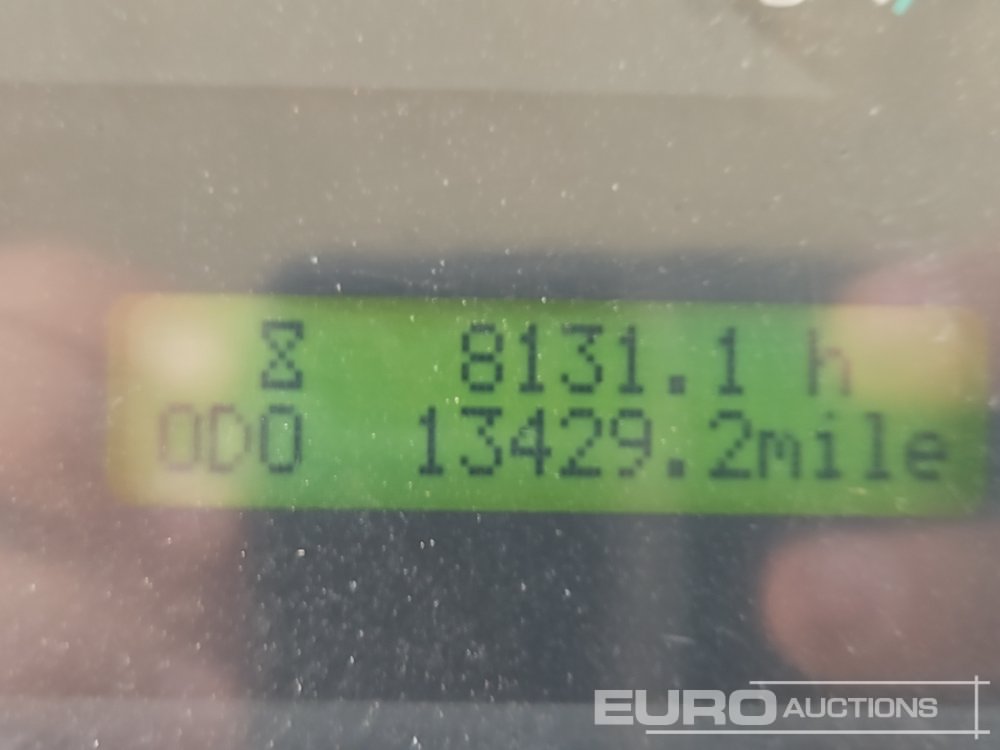 8131.1 h
ODO 13429.2mile
EURO AUCTIONS